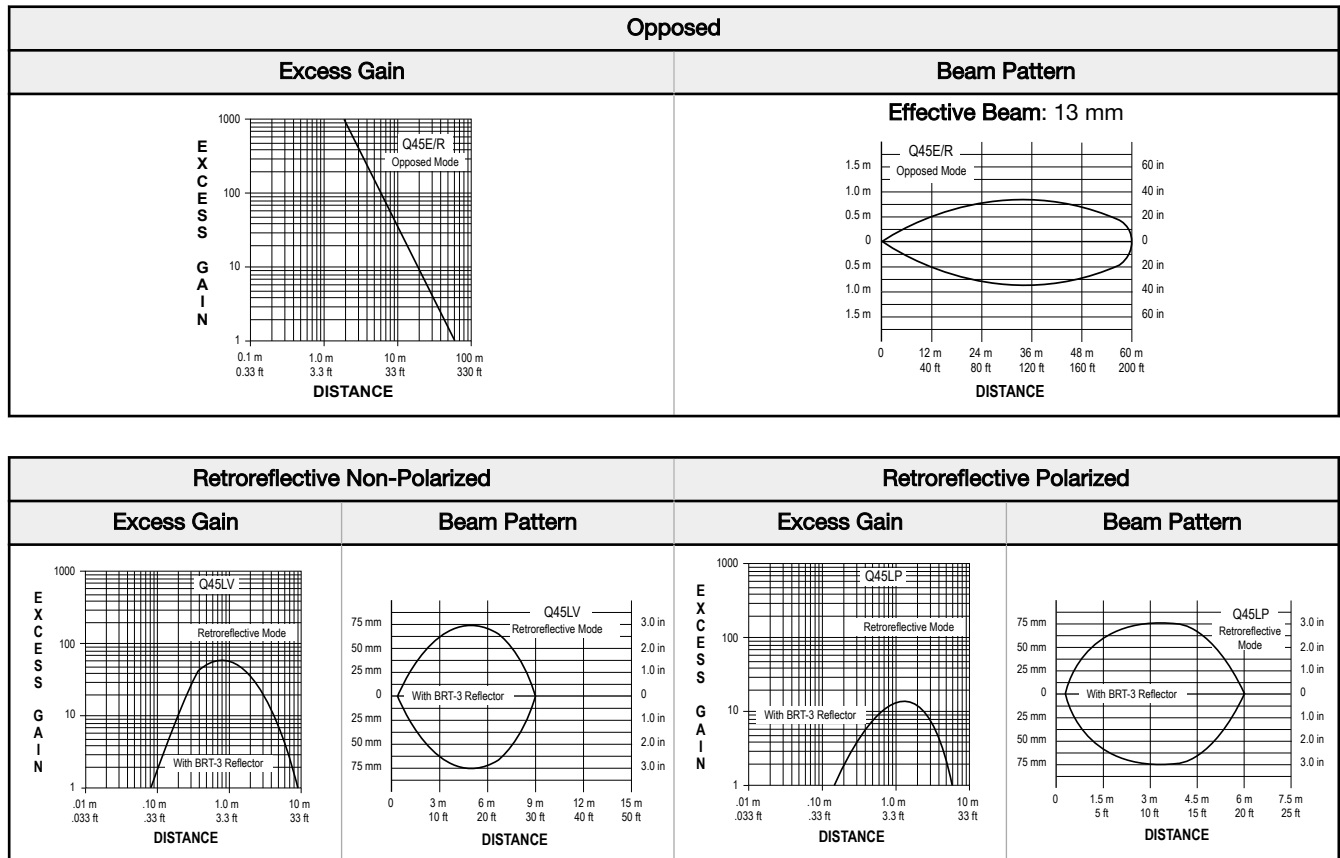 Opposed
Excess Gain
Beam Pattern
EXCESS GAIN
1000
100
10
1
Q45E/R
Opposed Mode
0.1 m 1.0 m 10 m 100 m
0.33 ft 3.3 ft 33 ft 330 ft
DISTANCE
Effective Beam: 13 mm
Q45E/R
Opposed Mode
1.5 m 60 in
1.0 m 40 in
0.5 m 20 in
0 0
0.5 m 20 in
1.0 m 40 in
1.5 m 60 in
0 12 m 24 m 36 m 48 m 60 m
40 ft 80 ft 120 ft 160 ft 200 ft
DISTANCE
Retroreflective Non-Polarized
Retroreflective Polarized
Excess Gain
Beam Pattern
Excess Gain
Beam Pattern
EXCESS GAIN
1000
100
10
1
Q45LV
Retroreflective Mode
With BRT-3 Reflector
.01 m .10 m 1.0 m 10 m
.033 ft .33 ft 3.3 ft 33 ft
DISTANCE
Q45LV
Retroreflective Mode
With BRT-3 Reflector
75 mm 3.0 in
50 mm 2.0 in
25 mm 1.0 in
0 0
25 mm 1.0 in
50 mm 2.0 in
75 mm 3.0 in
0 3 m 6 m 9 m 12 m 15 m
10 ft 20 ft 30 ft 40 ft 50 ft
DISTANCE
EXCESS GAIN
1000
100
10
1
Q45LP
Retroreflective Mode
With BRT-3 Reflector
.01 m .10 m 1.0 m 10 m
.033 ft .33 ft 3.3 ft 33 ft
DISTANCE
Q45LP
Retroreflective
Mode
With BRT-3 Reflector
75 mm 3.0 in
50 mm 2.0 in
25 mm 1.0 in
0 0
25 mm 1.0 in
50 mm 2.0 in
75 mm 3.0 in
0 1.5 m 3 m 4.5 m 6 m 7.5 m
5 ft 10 ft 15 ft 20 ft 25 ft
DISTANCE